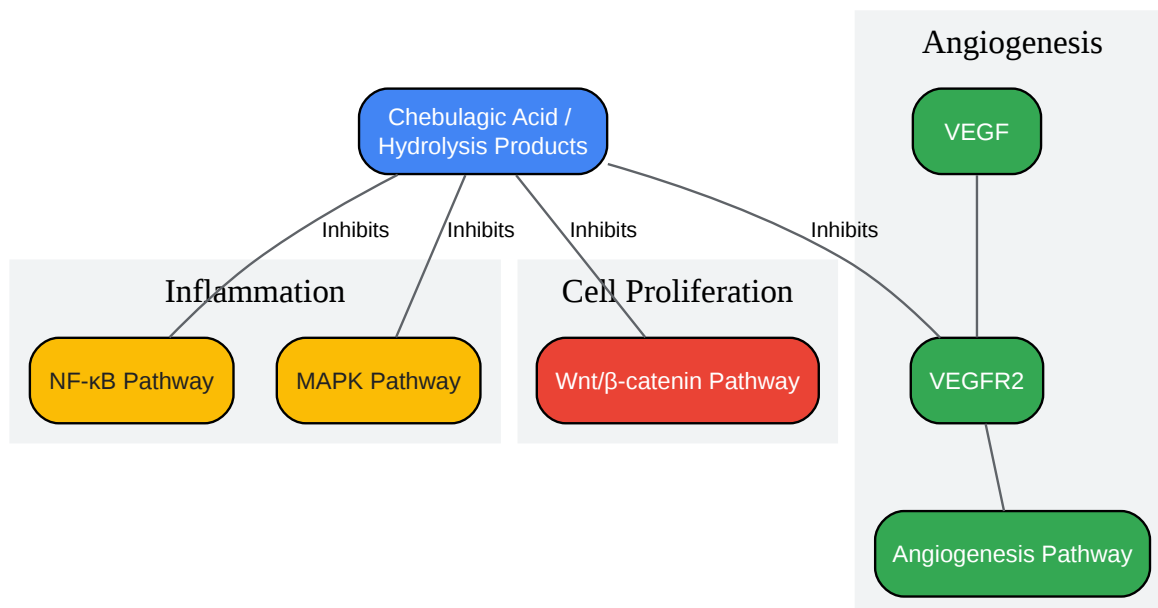 Angiogenesis
Chebulagic Acid /
Hydrolysis Products
VEGF
Inhibits
Inhibits
Inhibits
Inhibits
Inflammation
Cell Proliferation
NF-κB Pathway
MAPK Pathway
Wnt/β-catenin Pathway
VEGFR2
Angiogenesis Pathway